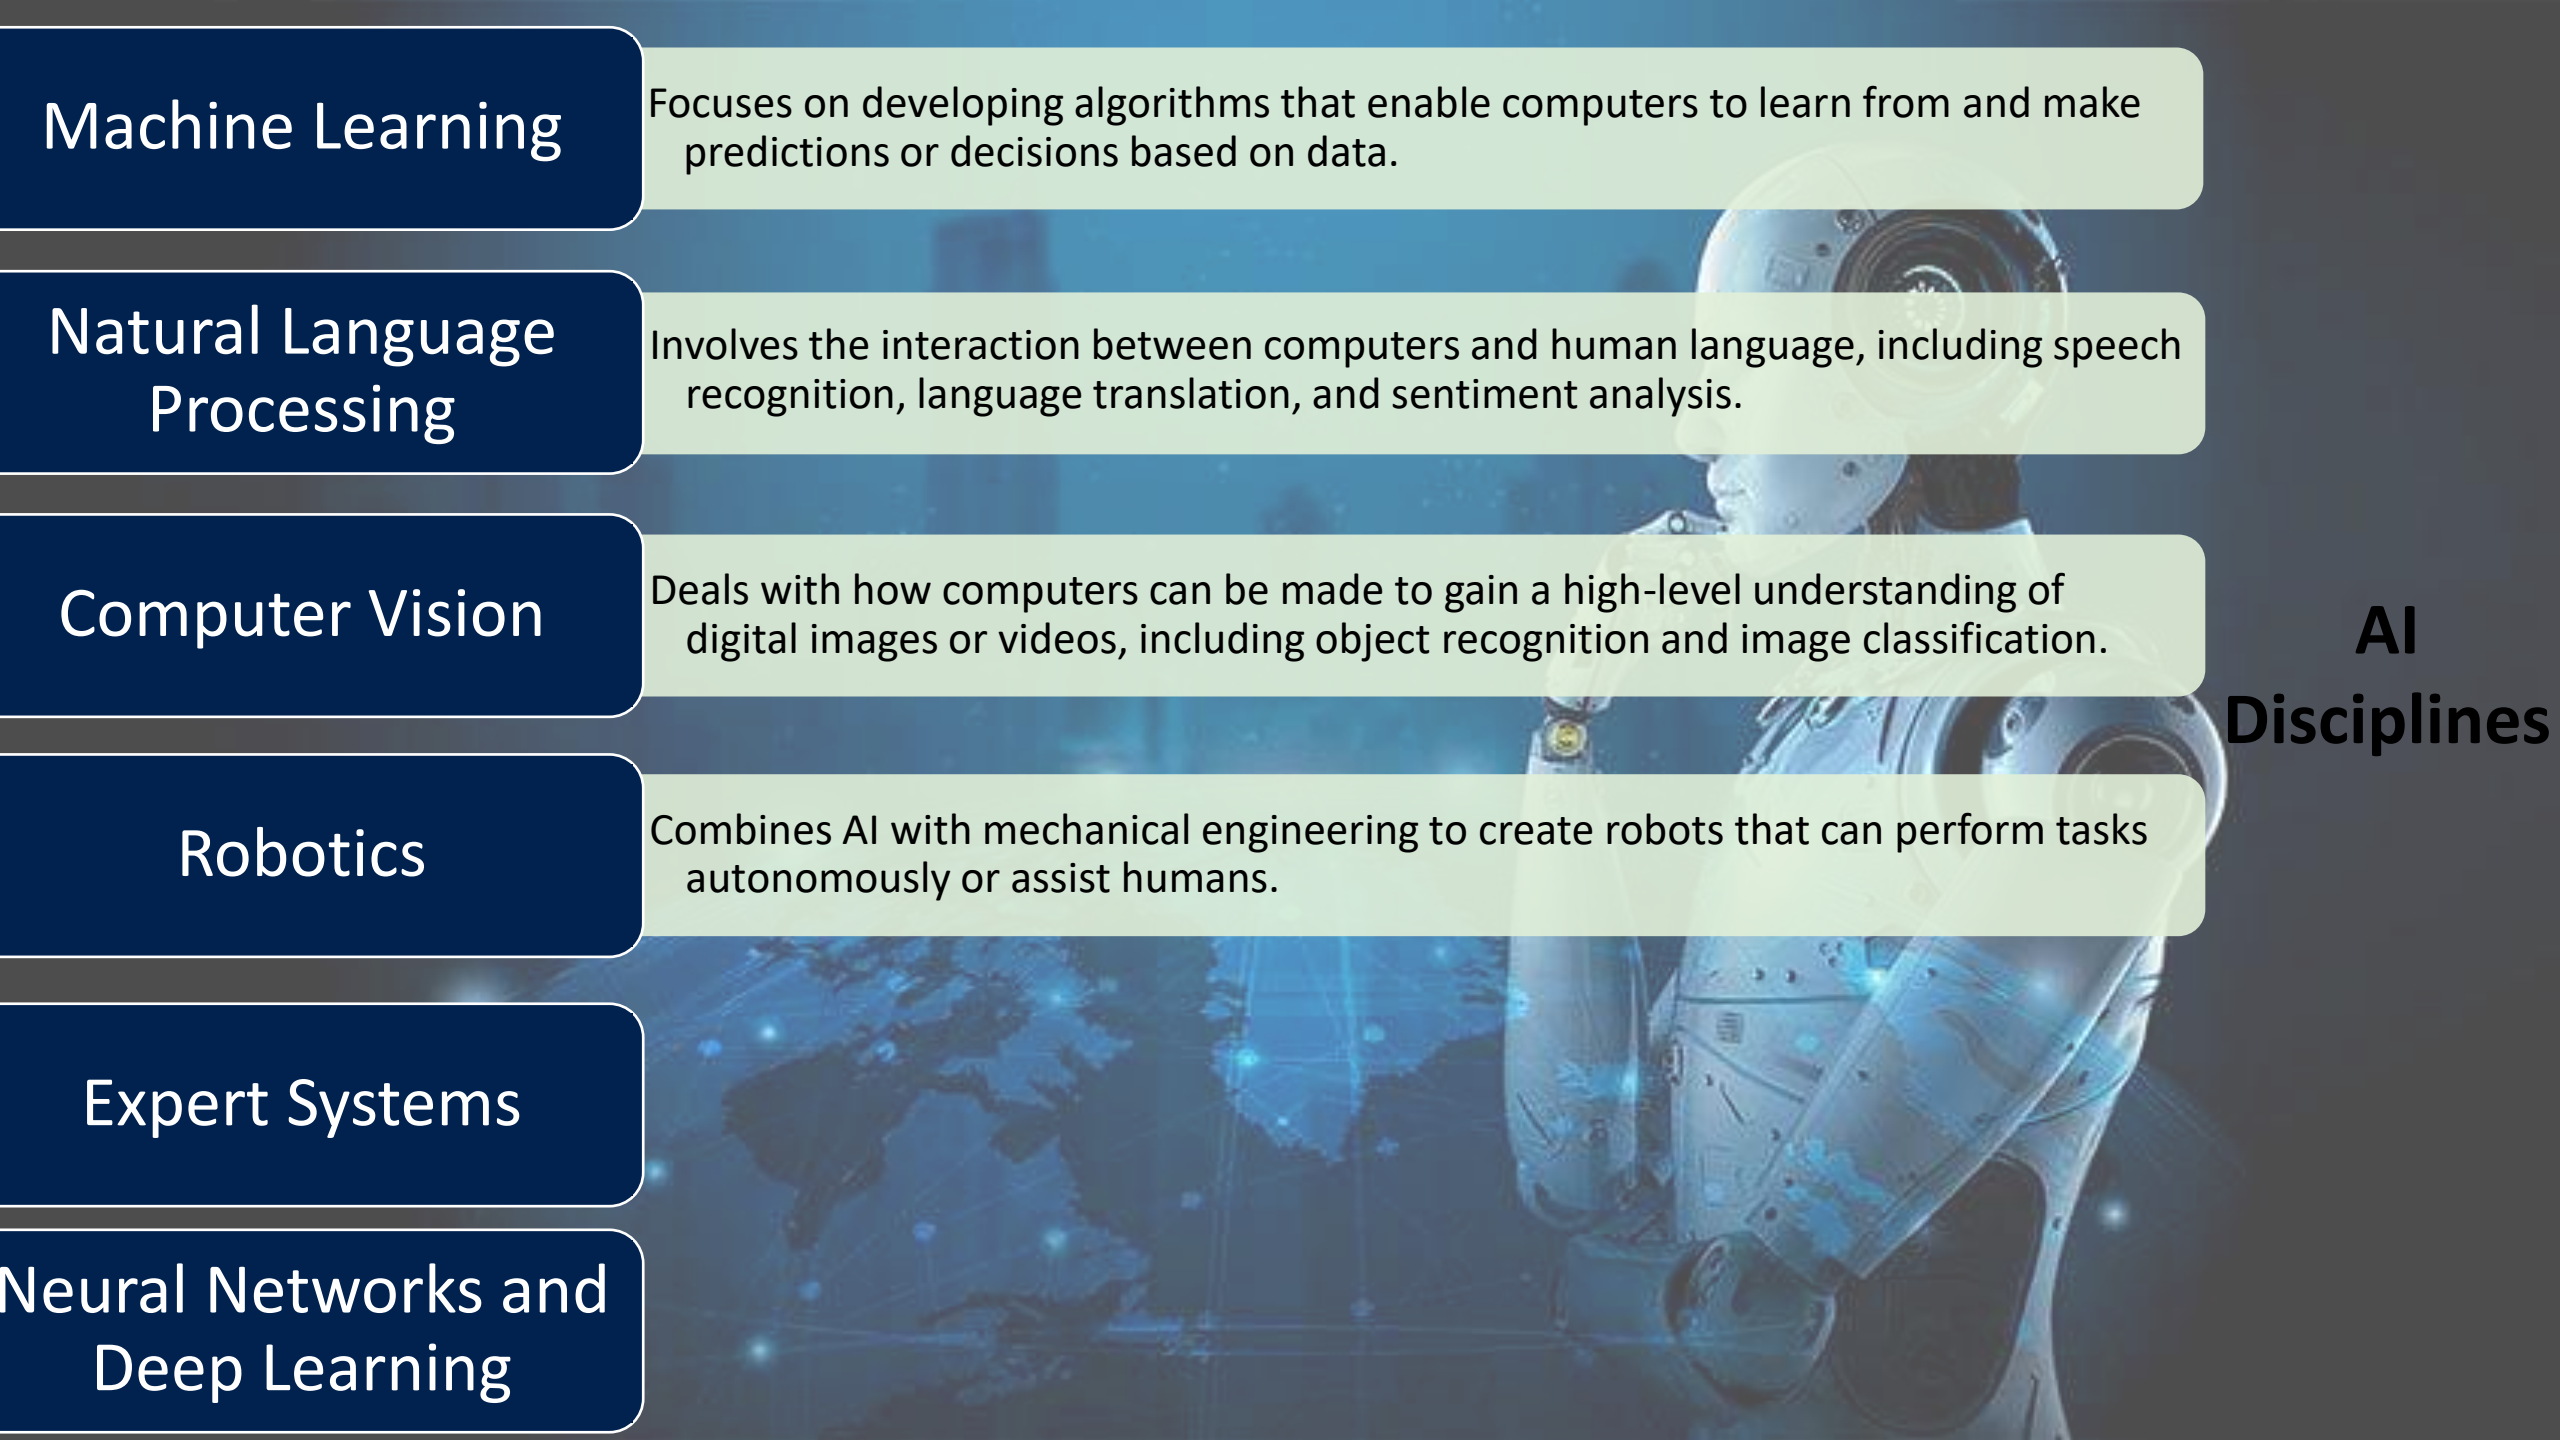 Machine Learning
Focuses on developing algorithms that enable computers to learn from and make
predictions or decisions based on data.
Natural Language
Processing
Involves the interaction between computers and human language, including speech
recognition, language translation, and sentiment analysis.
Computer Vision
Deals with how computers can be made to gain a high-level understanding of
digital images or videos, including object recognition and image classification.
Robotics
Combines AI with mechanical engineering to create robots that can perform tasks
autonomously or assist humans.
Expert Systems
Neural Networks and
Deep Learning
AI
Disciplines